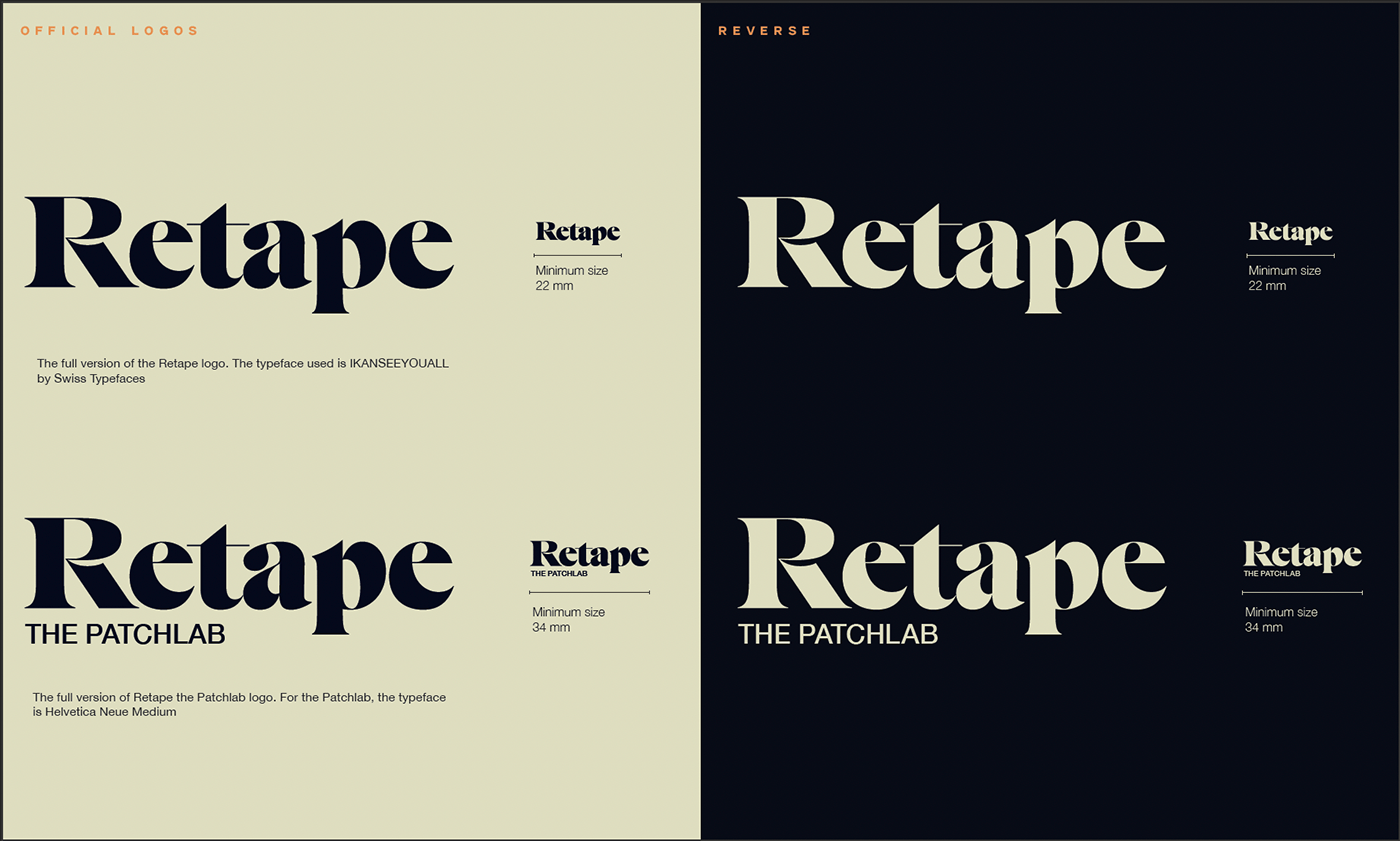 OFFICIAL LOGOS
Retape
Retape
Minimum size
22 mm
The full version of the Retape logo. The typeface used is IKANSEEYOUALL
by Swiss Typefaces
Retape
THE PATCHLAB
Retape
THE PATCHLAB
Minimum size
34 mm
The full version of Retape the Patchlab logo. For the Patchlab, the typeface
is Helvetica Neue Medium
REVERSE
Retape
Retape
Minimum size
22 mm
Retape
THE PATCHLAB
Retape
THE PATCHLAB
Minimum size
34 mm